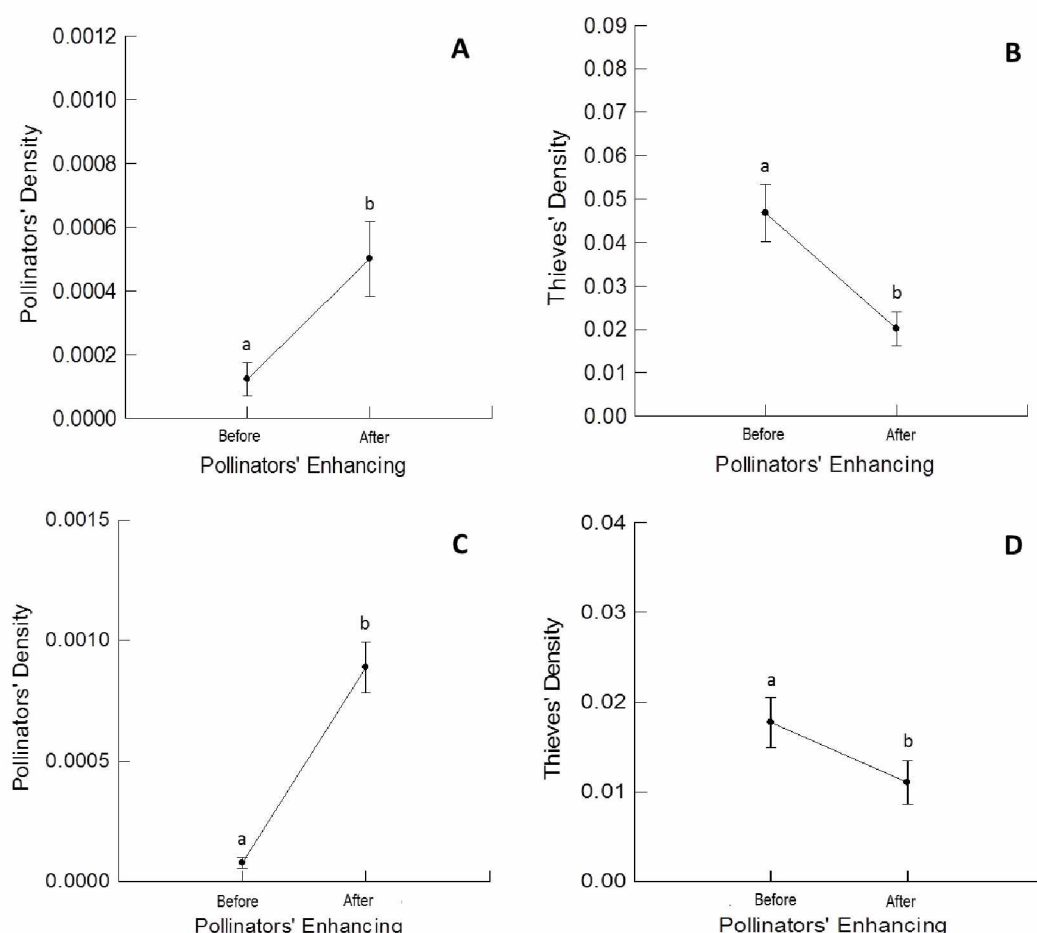 A
Pollinators' Density
0.0012
0.0010
0.0008
0.0006
0.0004
0.0002
0.0000
a
b
Before
After
Pollinators' Enhancing
B
Thieves' Density
0.09
0.08
0.07
0.06
0.05
0.04
0.03
0.02
0.01
0.00
a
b
Before
After
Pollinators' Enhancing
C
Pollinators' Density
0.0015
0.0010
0.0005
0.0000
a
b
Before
After
Pollinators' Enhancing
D
Thieves' Density
0.04
0.03
0.02
0.01
0.00
a
b
Before
After
Pollinators' Enhancing